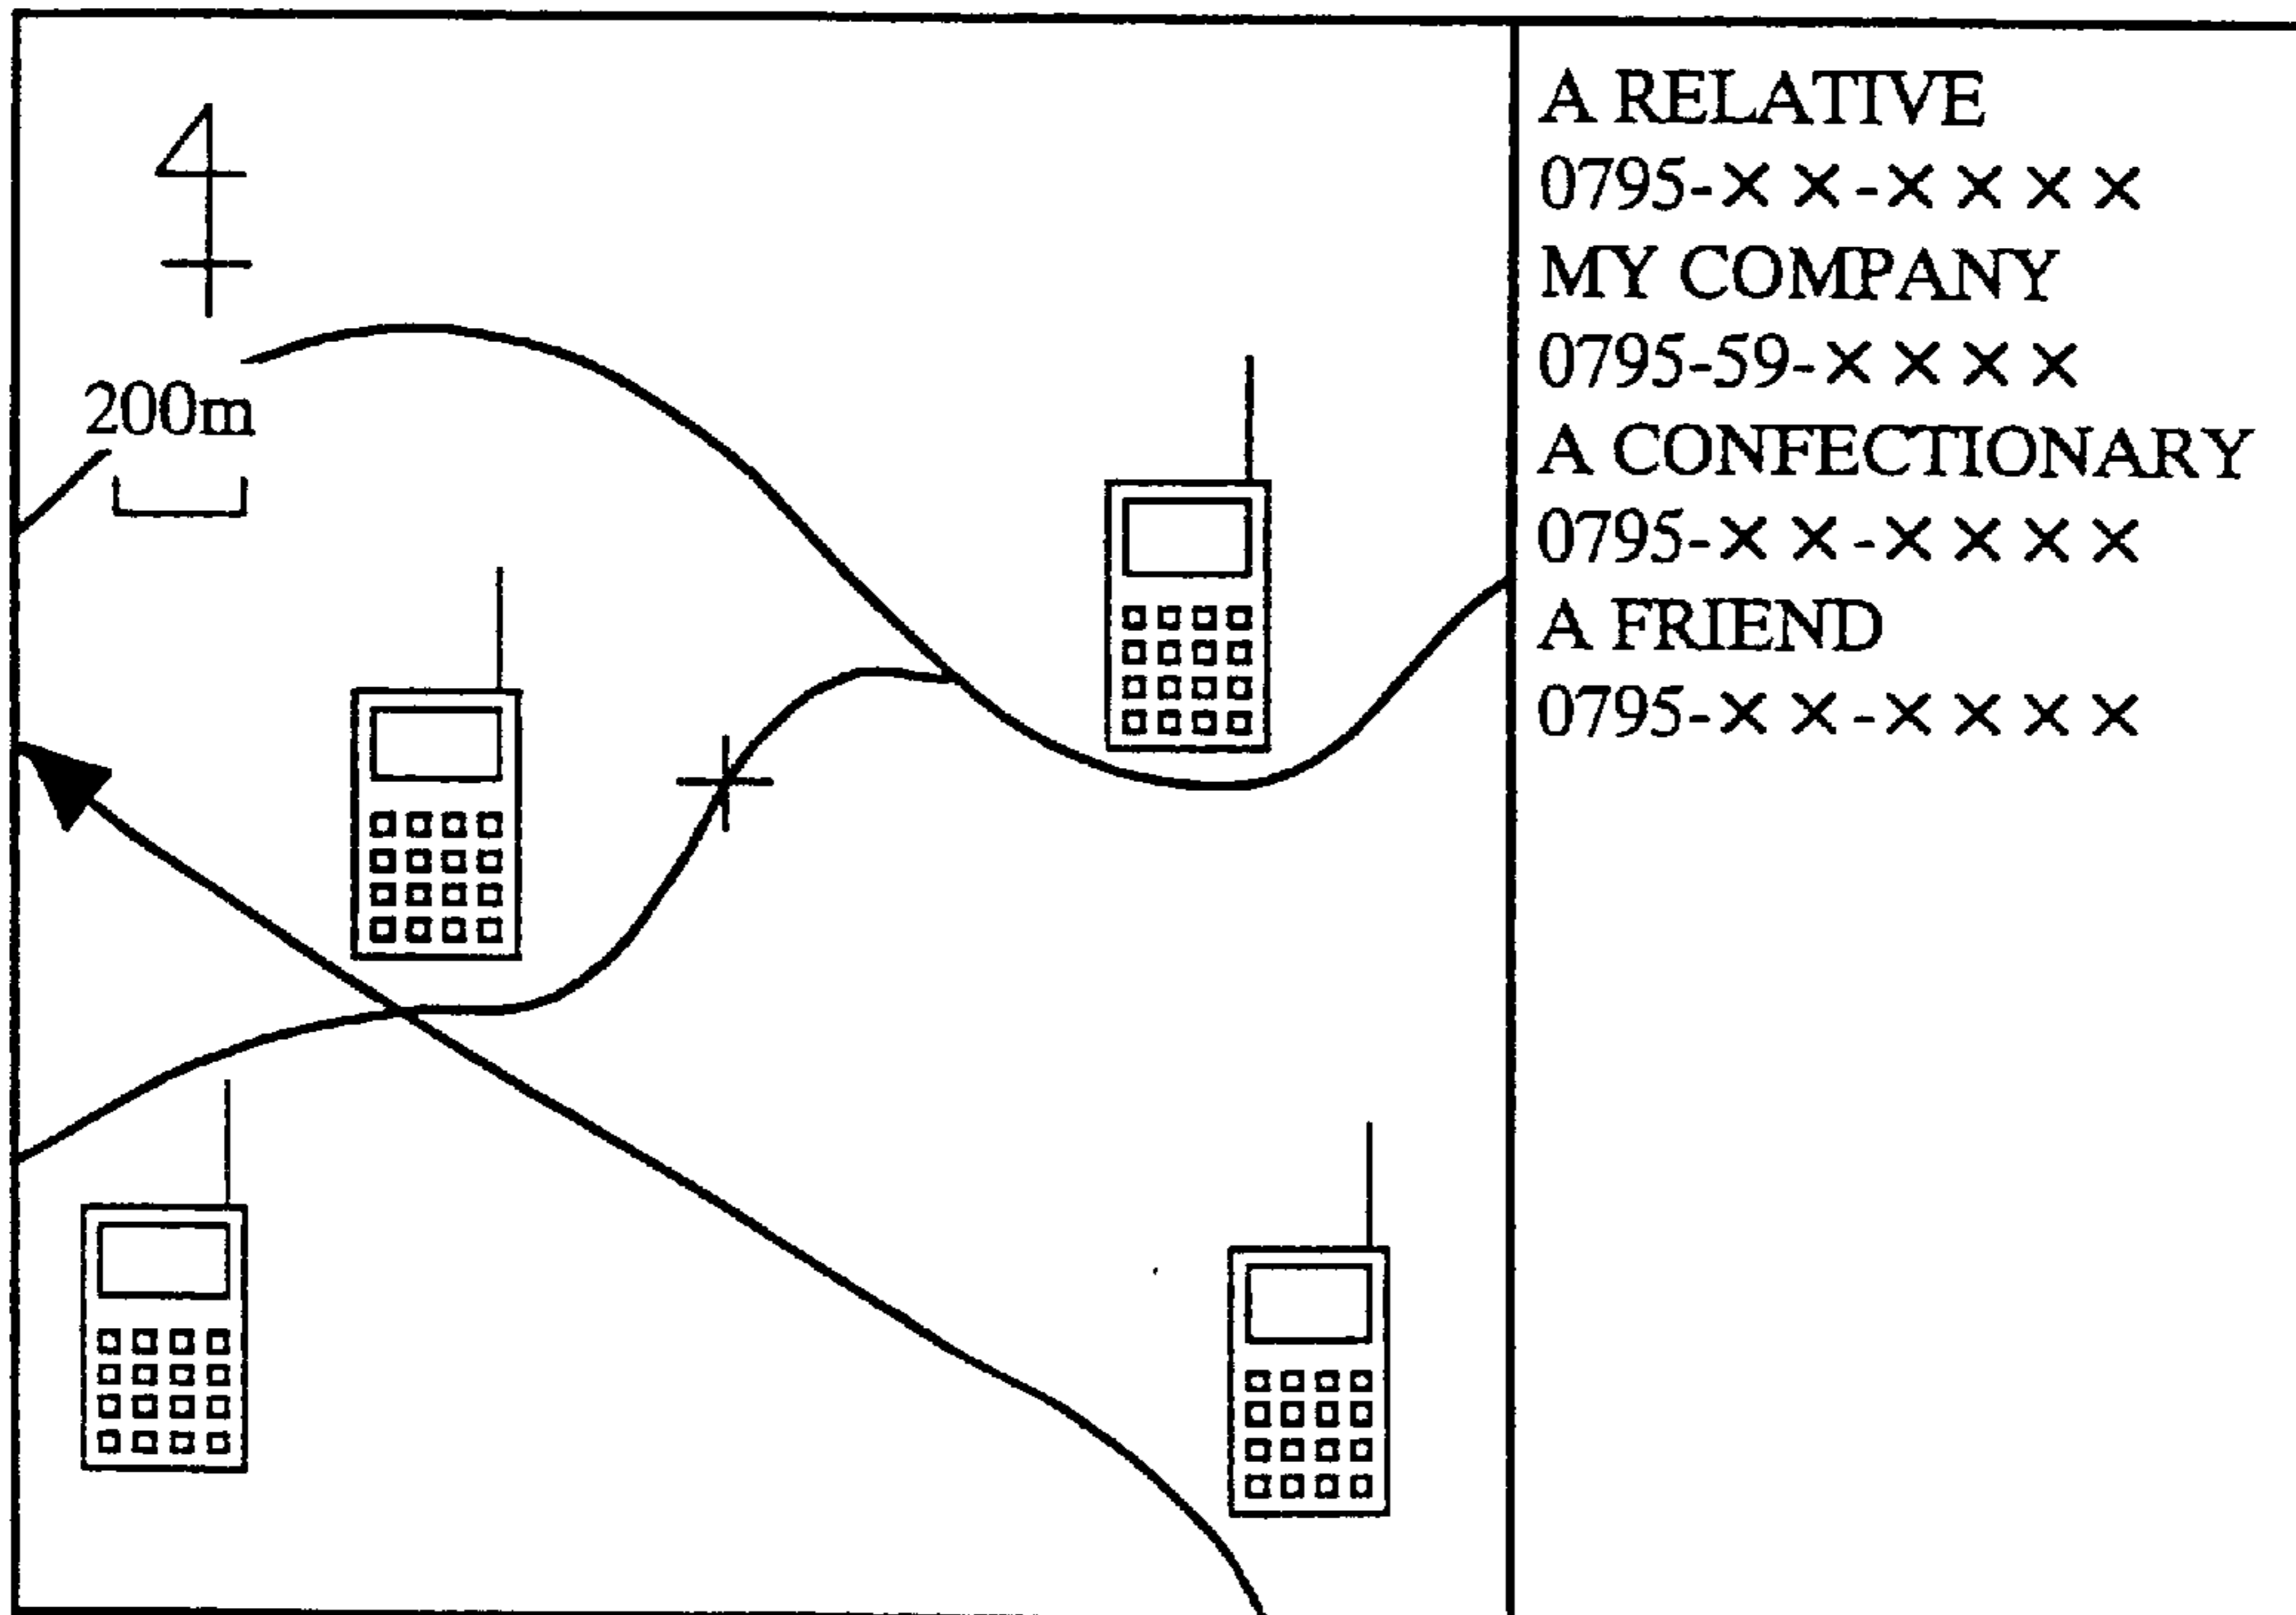 200m
A RELATIVE
0795-××-××××
MY COMPANY
0795-59-××××
A CONFECTIONARY
0795-××-××××
A FRIEND
0795-××-××××